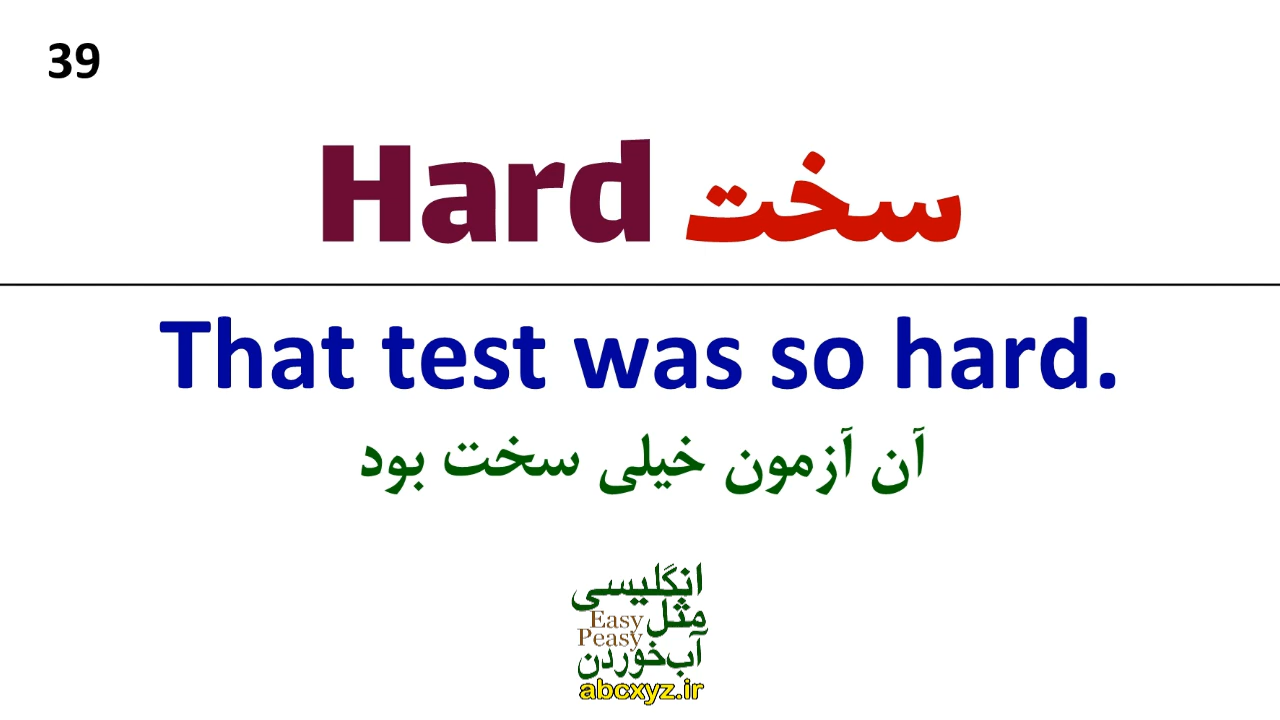 39
Hard سخت
That test was so hard.
آن آزمون خیلی سخت بود
انگلیسی
مثل Easy
Peasy
آب‌خوردن
abcxyz.ir